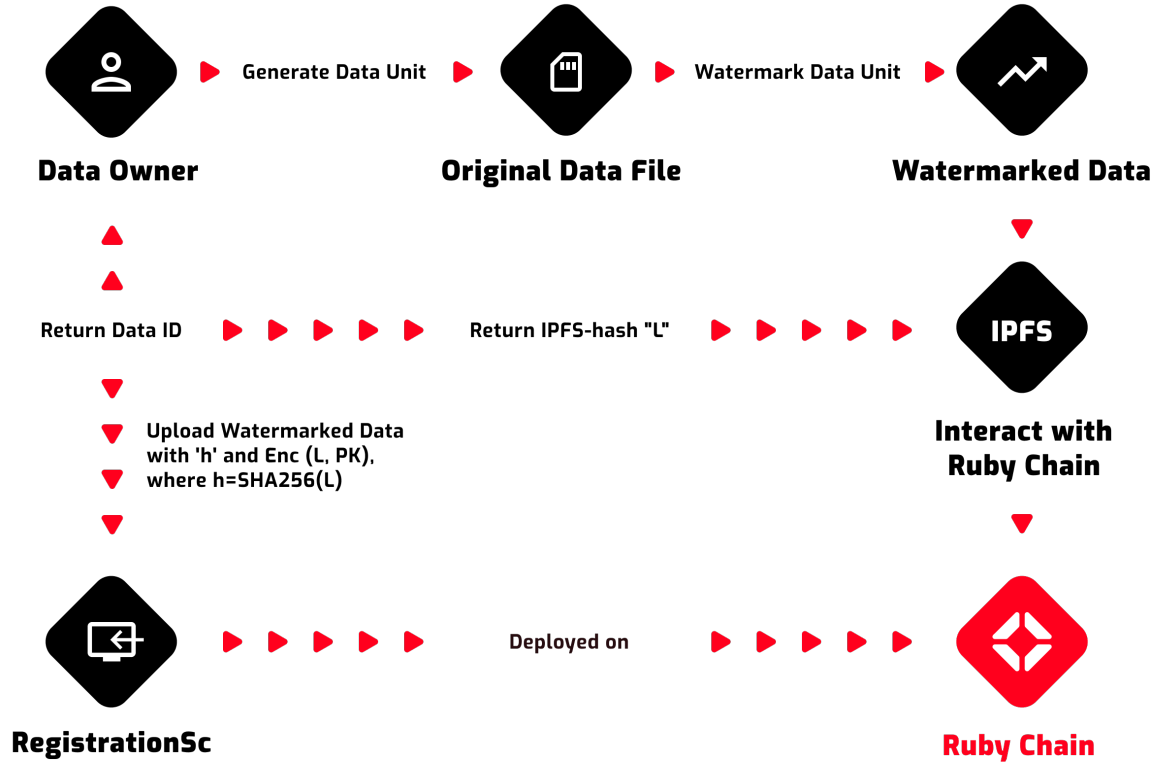 Generate Data Unit
Watermark Data Unit
Data Owner
Original Data File
Watermarked Data
Return Data ID
Return IPFS-hash "L"
IPFS
Upload Watermarked Data
with 'h' and Enc (L, PK),
where h=SHA256(L)
Interact with
Ruby Chain
Deployed on
RegistrationSc
Ruby Chain